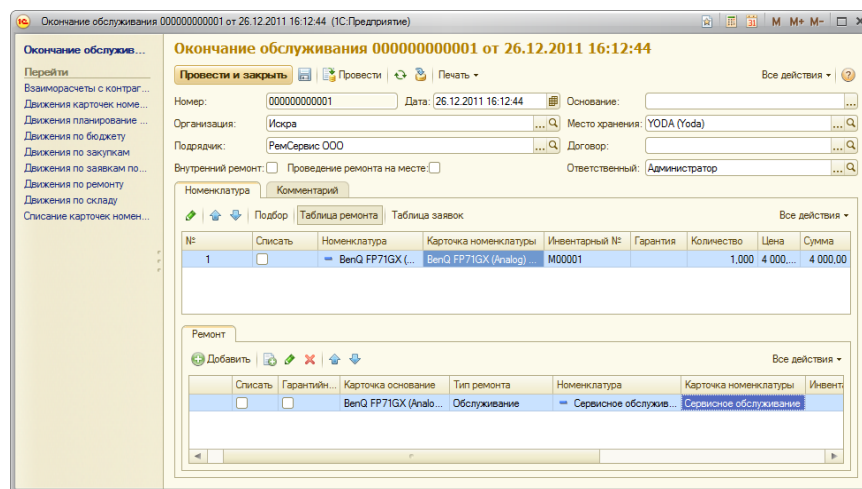 Окончание обслуживания 000000000001 от 26.12.2011 16:12:44 (1С:Предприятие)
M M+ M-
Окончание обслужив...
Перейти
Взаиморасчеты с контраг...
Движения карточек номе...
Движения планирование ...
Движения по бюджету
Движения по закупкам
Движения по заявкам по...
Движения по ремонту
Движения по складу
Списание карточек номен...
Окончание обслуживания 000000000001 от 26.12.2011 16:12:44
Провести и закрыть Провести Печать Все действия
Номер: 000000000001 Дата: 26.12.2011 16:12:44 Основание:
Организация: Искра Место хранения: YODA (Yoda)
Подрядчик: РемСервис ООО Договор:
Внутренний ремонт: Проведение ремонта на месте: Ответственный: Администратор
Номенклатура Комментарий
Подбор Таблица ремонта Таблица заявок Все действия
№ Списать Номенклатура Карточка номенклатуры Инвентарный № Гарантия Количество Цена Сумма
1 BenQ FP71GX (... BenQ FP71GX (Analog) ... M00001 1,000 4 000,... 4 000,00
Ремонт
Добавить Все действия
Списать Гарантийн... Карточка основание Тип ремонта Номенклатура Карточка номенклатуры Инвент
BenQ FP71GX (Analo... Обслуживание Сервисное обслужив... Сервисное обслуживание